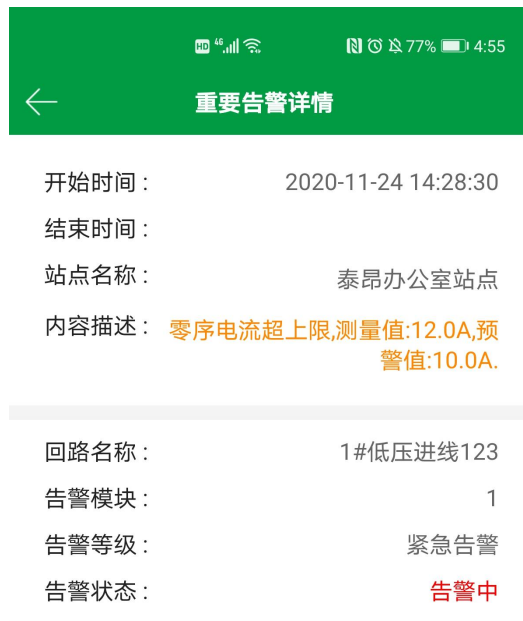 HD 4G 77% 4:55
重要告警详情
开始时间： 2020-11-24 14:28:30
结束时间：
站点名称： 泰昂办公室站点
内容描述： 零序电流超上限,测量值:12.0A,预
警值:10.0A.
回路名称： 1#低压进线123
告警模块： 1
告警等级： 紧急告警
告警状态： 告警中